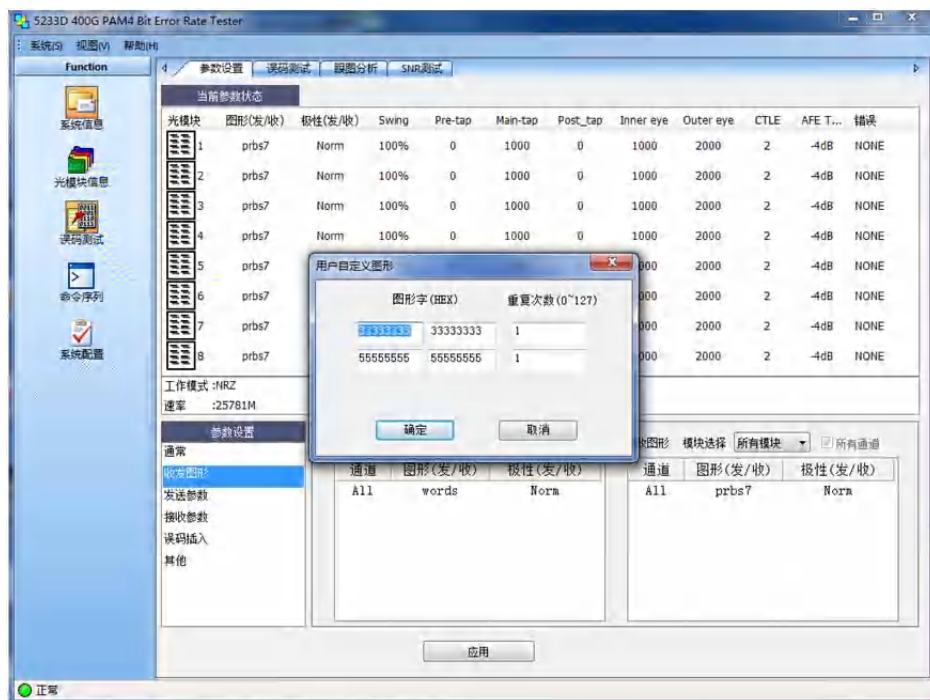 5233D 400G PAM4 Bit Error Rate Tester
系统(S) 视图(V) 帮助(H)
Function
参数设置 误码测试 眼图分析 SNR测试
系统信息
光模块信息
误码测试
命令序列
系统配置
当前参数状态
光模块 图形(发/收) 极性(发/收) Swing Pre-tap Main-tap Post_tap Inner eye Outer eye CTLE AFE T... 错误
1 prbs7 Norm 100% 0 1000 0 1000 2000 2 -4dB NONE
2 prbs7 Norm 100% 0 1000 0 1000 2000 2 -4dB NONE
3 prbs7 Norm 100% 0 1000 0 1000 2000 2 -4dB NONE
4 prbs7 Norm 100% 0 1000 0 1000 2000 2 -4dB NONE
5 prbs7 000 2000 2 -4dB NONE
6 prbs7 000 2000 2 -4dB NONE
7 prbs7 000 2000 2 -4dB NONE
8 prbs7 000 2000 2 -4dB NONE
用户自定义图形
图形字(HEX) 重复次数(0~127)
33333333 33333333 1
55555555 55555555 1
确定 取消
工作模式 :NRZ
速率 :25781M
参数设置
通常
收发图形
发送参数
接收参数
误码插入
其他
图形 模块选择 所有模块 所有通道
通道 图形(发/收) 极性(发/收)
All words Norm
通道 图形(发/收) 极性(发/收)
All prbs7 Norm
应用
正常